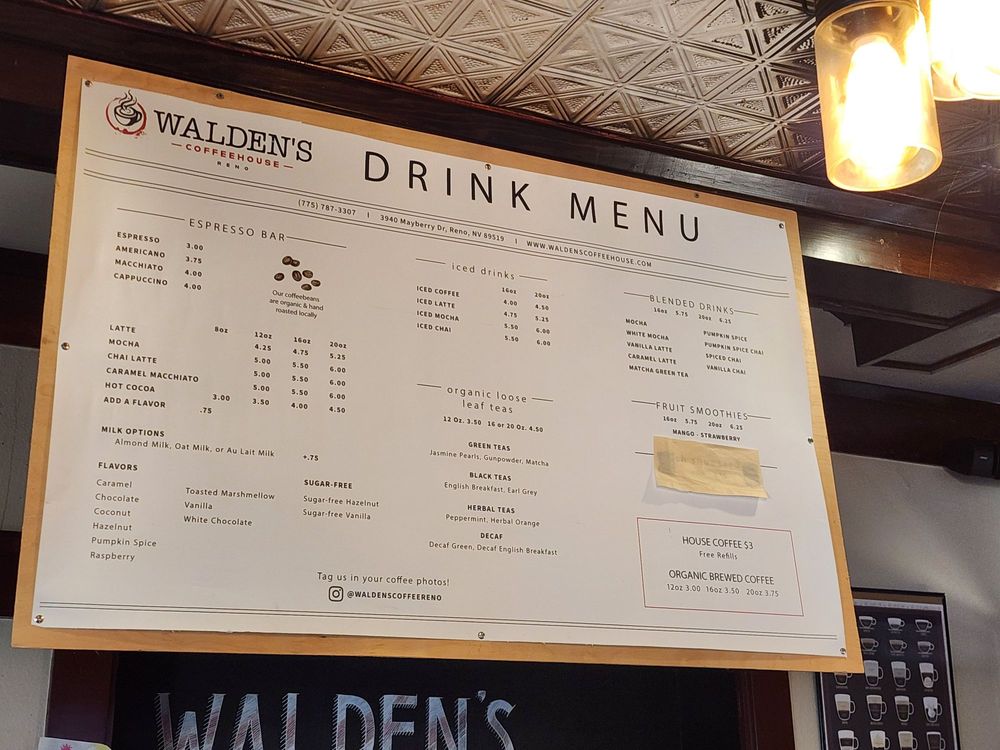 WALDEN'S
COFFEEHOUSE
RENO
DRINK MENU
(775) 787-3307 | 3940 Mayberry Dr, Reno, NV 89519 | WWW.WALDENSCOFFEEHOUSE.COM
ESPRESSO BAR
ESPRESSO 3.00
AMERICANO 3.75
MACCHIATO 4.00
CAPPUCCINO 4.00
Our coffeebeans
are organic & hand
roasted locally
8oz 12oz 16oz 20oz
LATTE 4.25 4.75 5.25
MOCHA 5.00 5.50 6.00
CHAI LATTE 5.00 5.50 6.00
CARAMEL MACCHIATO 5.00 5.50 6.00
HOT COCOA 3.00 3.50 4.00 4.50
ADD A FLAVOR .75
MILK OPTIONS
Almond Milk, Oat Milk, or Au Lait Milk +.75
FLAVORS
Caramel
Chocolate
Coconut
Hazelnut
Pumpkin Spice
Raspberry
Toasted Marshmellow
Vanilla
White Chocolate
SUGAR-FREE
Sugar-free Hazelnut
Sugar-free Vanilla
iced drinks
16oz 20oz
ICED COFFEE 4.00 4.50
ICED LATTE 4.75 5.25
ICED MOCHA 5.50 6.00
ICED CHAI 5.50 6.00
organic loose
leaf teas
12 Oz. 3.50 16 or 20 Oz. 4.50
GREEN TEAS
Jasmine Pearls, Gunpowder, Matcha
BLACK TEAS
English Breakfast, Earl Grey
HERBAL TEAS
Peppermint, Herbal Orange
DECAF
Decaf Green, Decaf English Breakfast
BLENDED DRINKS
16oz 5.75 20oz 6.25
MOCHA
WHITE MOCHA
VANILLA LATTE
CARAMEL LATTE
MATCHA GREEN TEA
PUMPKIN SPICE
PUMPKIN SPICE CHAI
SPICED CHAI
VANILLA CHAI
FRUIT SMOOTHIES
16oz 5.75 20oz 6.25
MANGO - STRAWBERRY
HOUSE COFFEE $3
Free Refills
ORGANIC BREWED COFFEE
12oz 3.00 16oz 3.50 20oz 3.75
Tag us in your coffee photos!
@WALDENSCOFFEERENO
WALDEN'S